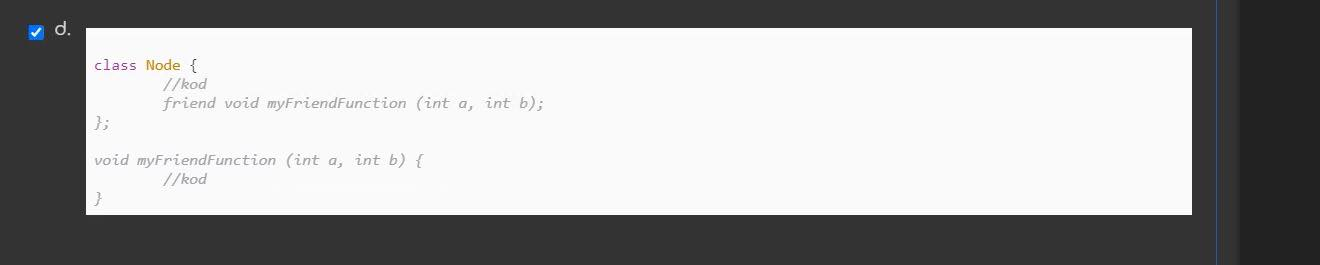 d.
class Node {
//kod
friend void myFriendFunction (int a, int b);
};
void myFriendFunction (int a, int b) {
//kod
}